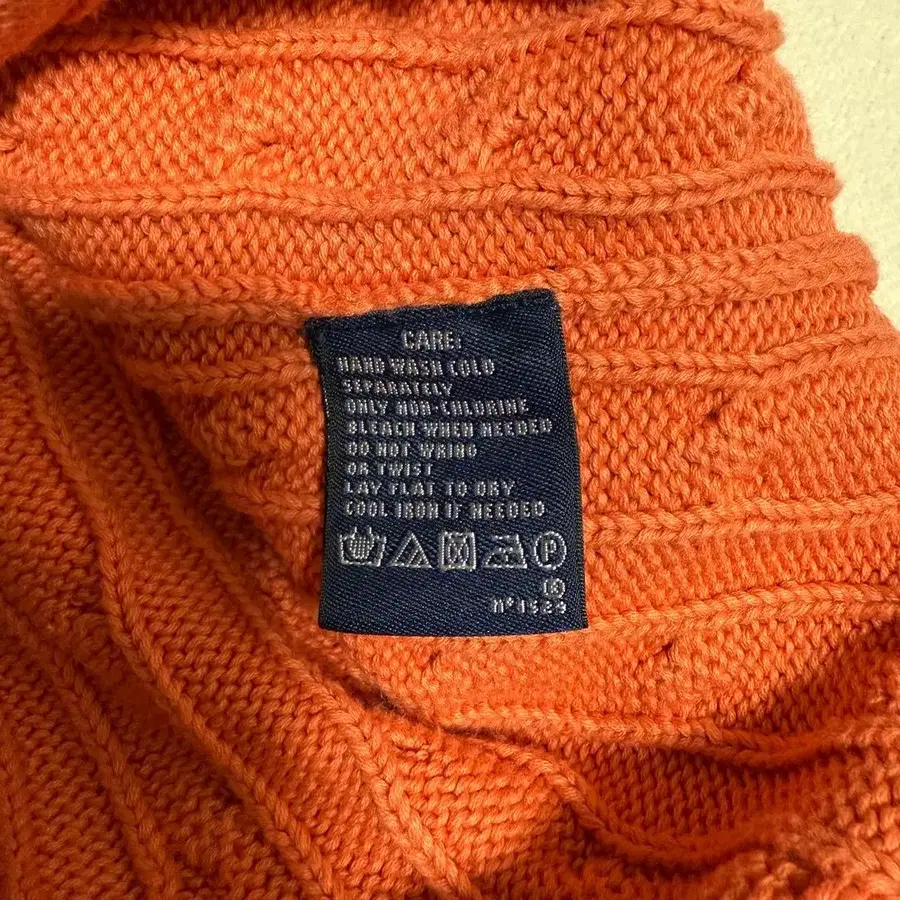 CARE:
HAND WASH COLD
SEPARATELY
ONLY NON-CHLORINE
BLEACH WHEN NEEDED
DO NOT WRING
OR TWIST
LAY FLAT TO DRY
COOL IRON IF NEEDED
P
nº1529